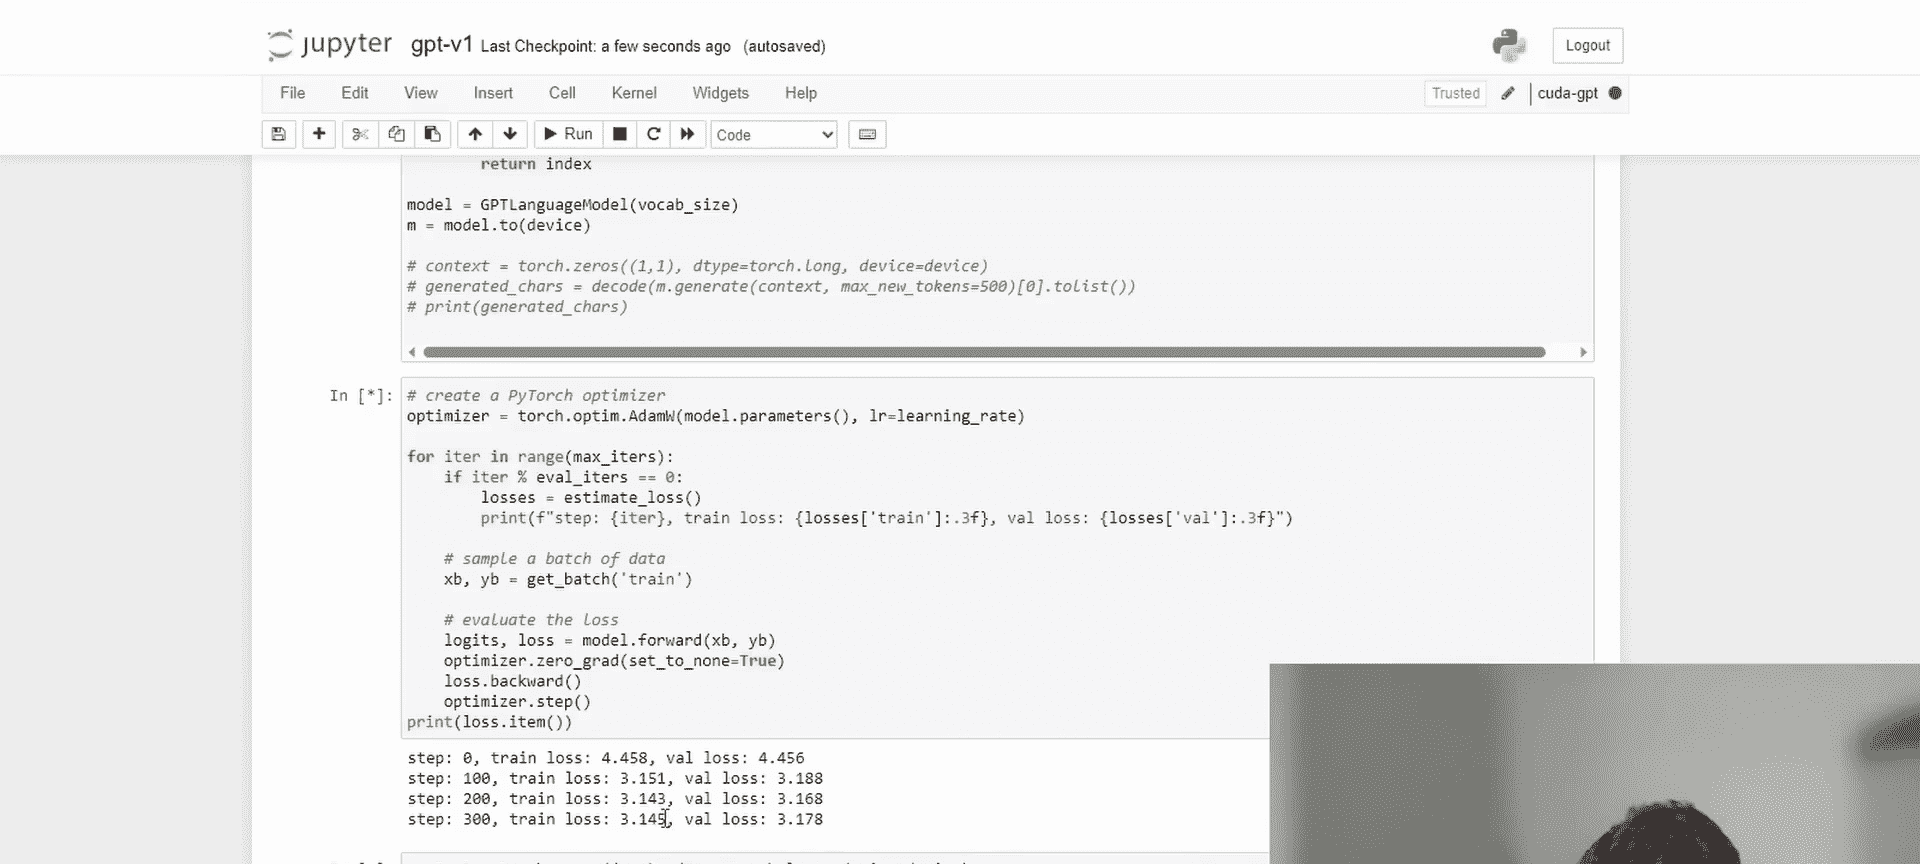 jupyter gpt-v1 Last Checkpoint: a few seconds ago (autosaved) Logout
File Edit View Insert Cell Kernel Widgets Help Trusted cuda-gpt
Run Code
return index
model = GPTLanguageModel(vocab_size)
m = model.to(device)
# context = torch.zeros((1,1), dtype=torch.long, device=device)
# generated_chars = decode(m.generate(context, max_new_tokens=500)[0].tolist())
# print(generated_chars)
In [*]: # create a PyTorch optimizer
optimizer = torch.optim.AdamW(model.parameters(), lr=learning_rate)
for iter in range(max_iters):
if iter % eval_iters == 0:
losses = estimate_loss()
print(f"step: {iter}, train loss: {losses['train']:.3f}, val loss: {losses['val']:.3f}")
# sample a batch of data
xb, yb = get_batch('train')
# evaluate the loss
logits, loss = model.forward(xb, yb)
optimizer.zero_grad(set_to_none=True)
loss.backward()
optimizer.step()
print(loss.item())
step: 0, train loss: 4.458, val loss: 4.456
step: 100, train loss: 3.151, val loss: 3.188
step: 200, train loss: 3.143, val loss: 3.168
step: 300, train loss: 3.145, val loss: 3.178